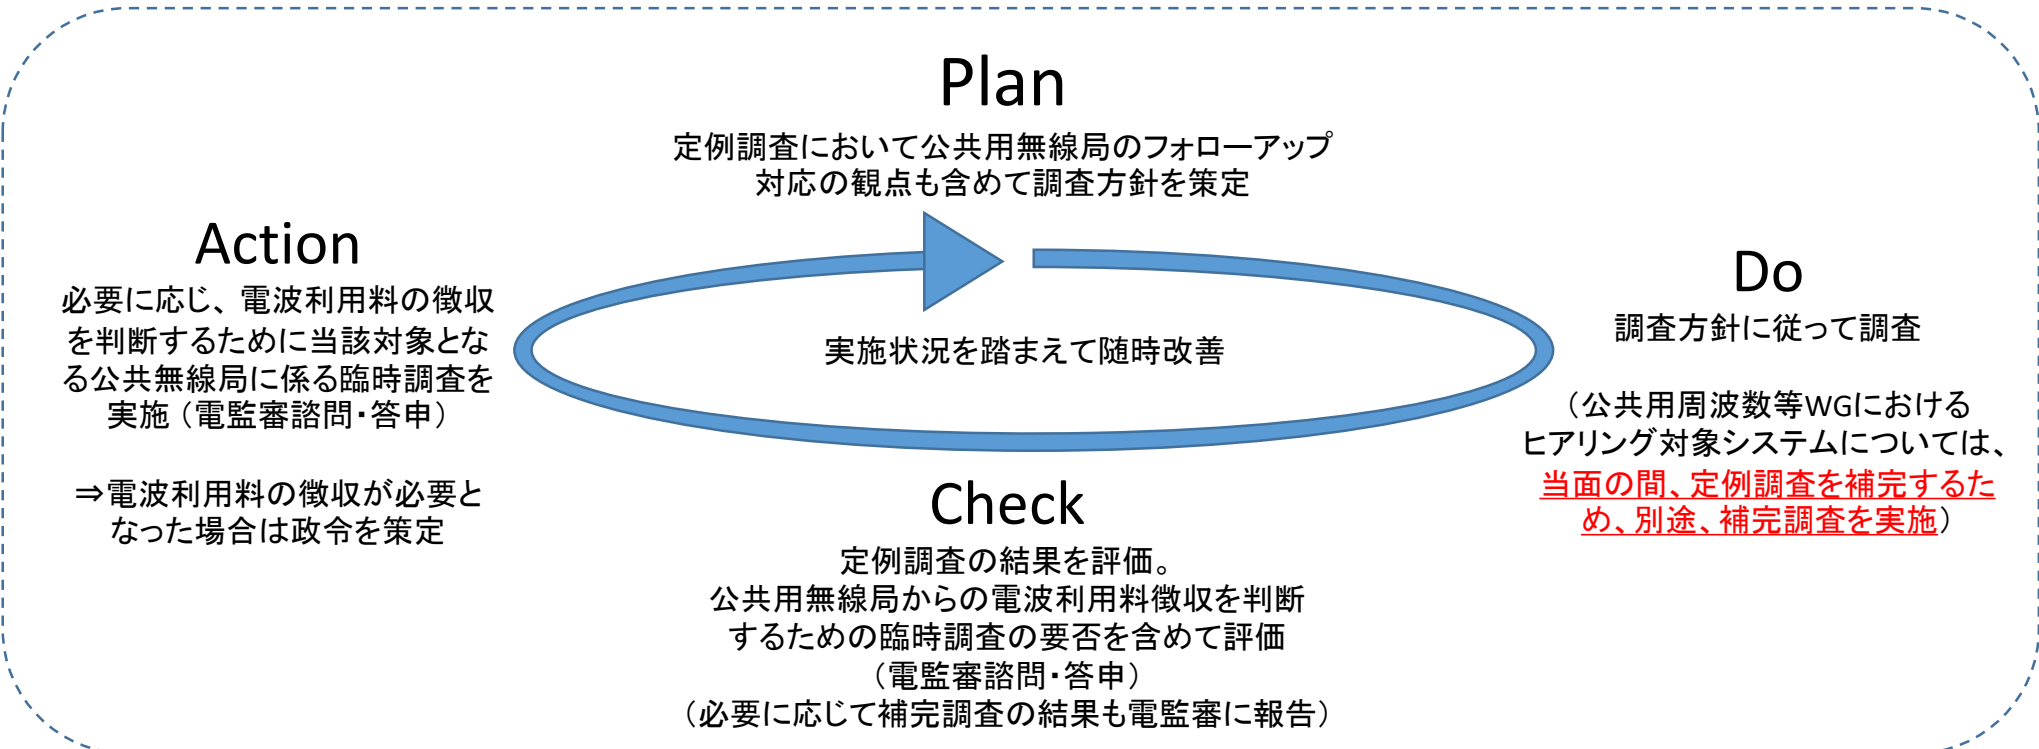 Plan
定例調査において公共用無線局のフォローアップ
対応の観点も含めて調査方針を策定
Action
必要に応じ、電波利用料の徴収
を判断するために当該対象とな
る公共無線局に係る臨時調査を
実施（電監審諮問・答申）
⇒電波利用料の徴収が必要と
なった場合は政令を策定
実施状況を踏まえて随時改善
Do
調査方針に従って調査
（公共用周波数等WGにおける
ヒアリング対象システムについては、
当面の間、定例調査を補完するた
め、別途、補完調査を実施）
Check
定例調査の結果を評価。
公共用無線局からの電波利用料徴収を判断
するための臨時調査の要否を含めて評価
（電監審諮問・答申）
（必要に応じて補完調査の結果も電監審に報告）